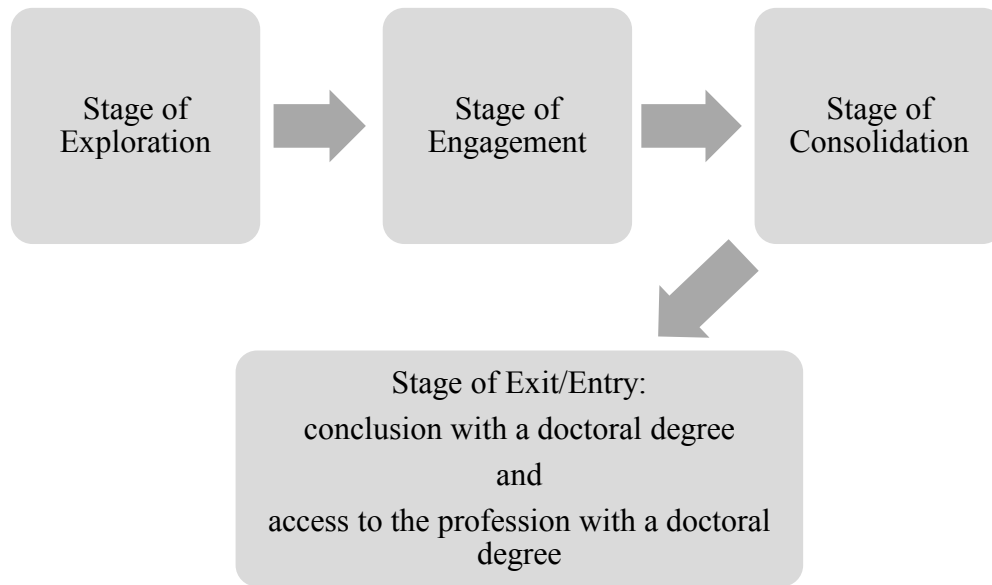 Stage of
Exploration
Stage of
Engagement
Stage of
Consolidation
Stage of Exit/Entry:
conclusion with a doctoral degree
and
access to the profession with a doctoral
degree